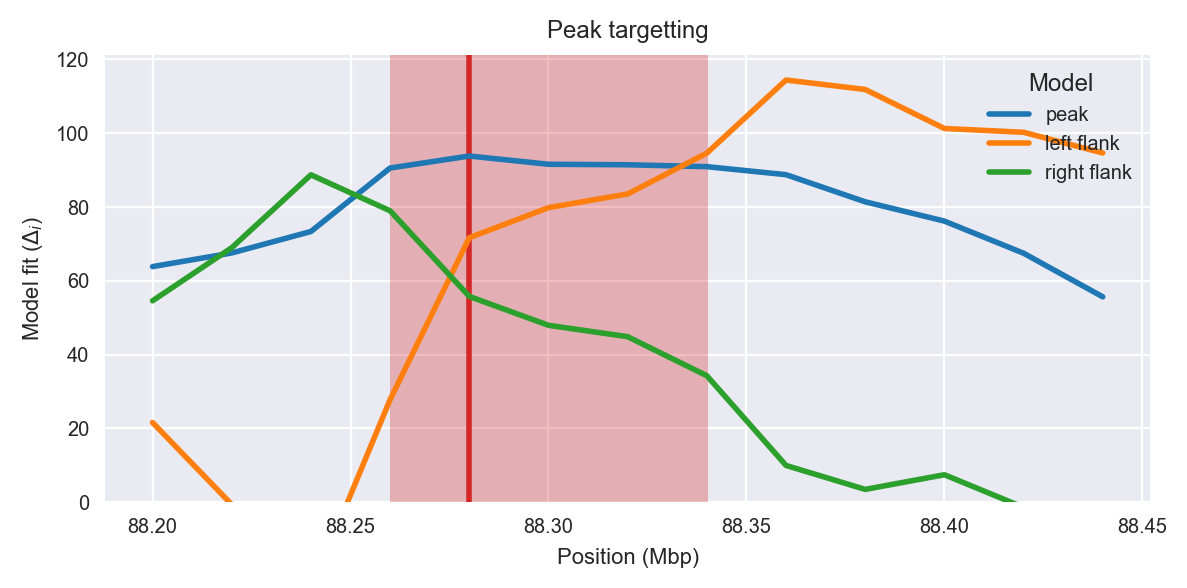 Peak targetting
120
100
80
60
40
20
0
Model fit (Δi)
Model
peak
left flank
right flank
88.20
88.25
88.30
88.35
88.40
88.45
Position (Mbp)